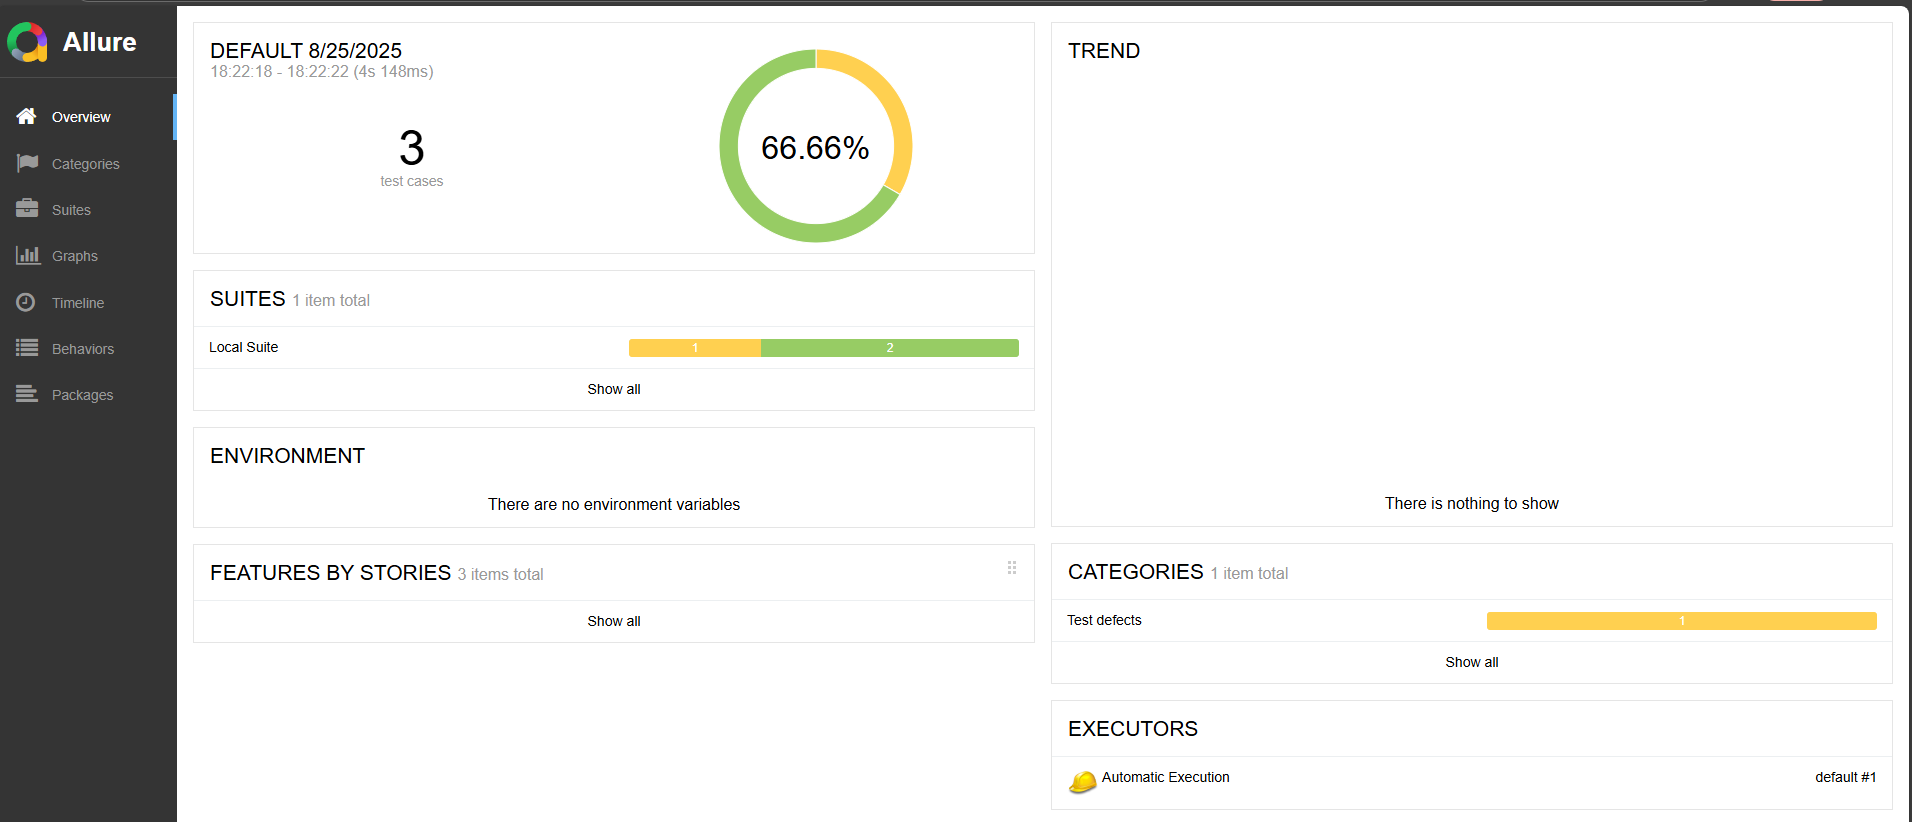 Allure
Overview
Categories
Suites
Graphs
Timeline
Behaviors
Packages
DEFAULT 8/25/2025
18:22:18 - 18:22:22 (4s 148ms)
3
test cases
66.66%
SUITES 1 item total
Local Suite 1 2
Show all
ENVIRONMENT
There are no environment variables
FEATURES BY STORIES 3 items total
Show all
TREND
There is nothing to show
CATEGORIES 1 item total
Test defects 1
Show all
EXECUTORS
Automatic Execution default #1